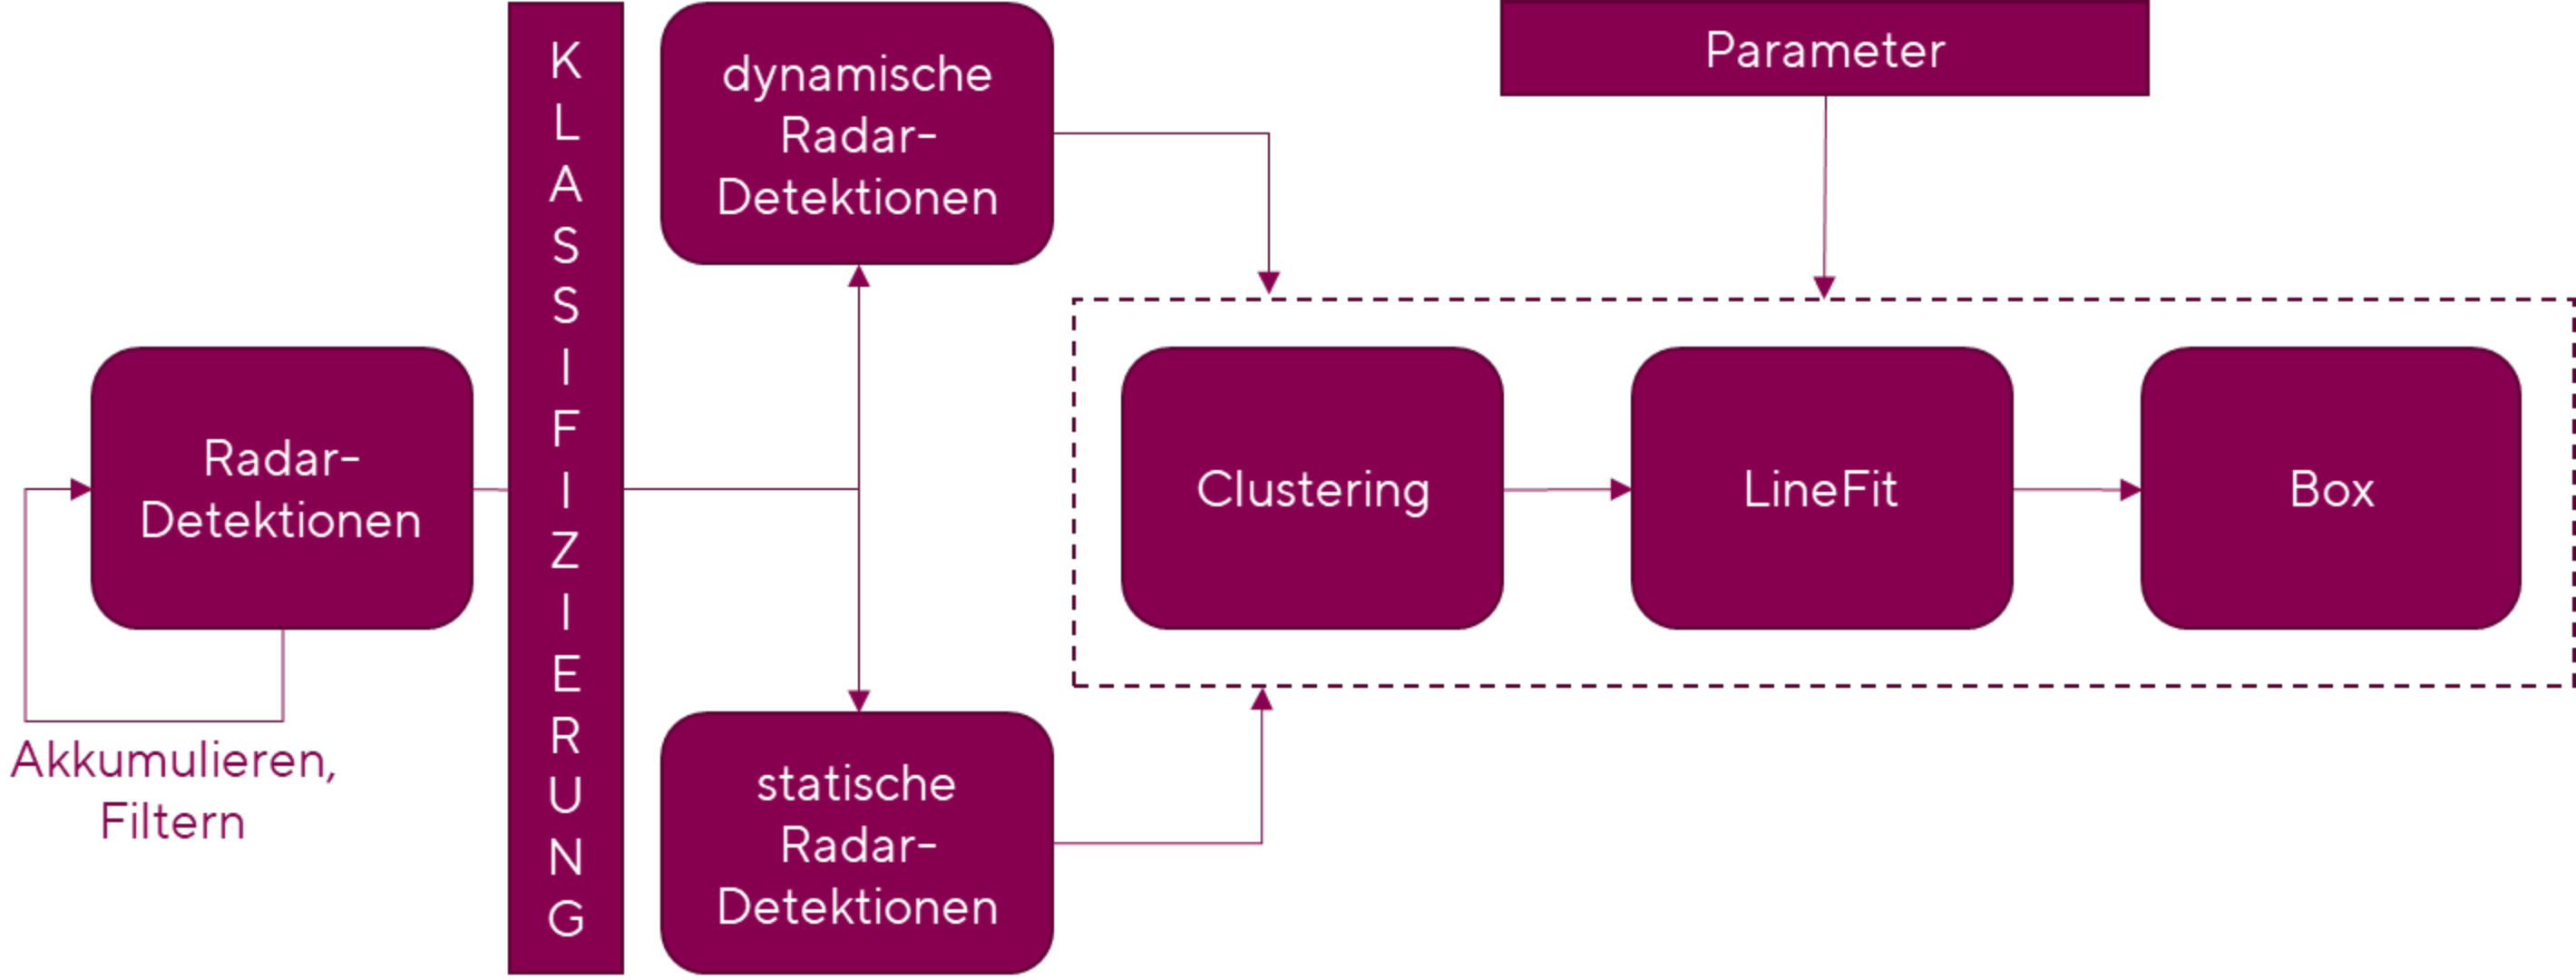 Radar-
Detektionen
Akkumulieren,
Filtern
K
L
A
S
S
I
F
I
Z
I
E
R
U
N
G
dynamische
Radar-
Detektionen
statische
Radar-
Detektionen
Parameter
Clustering
LineFit
Box